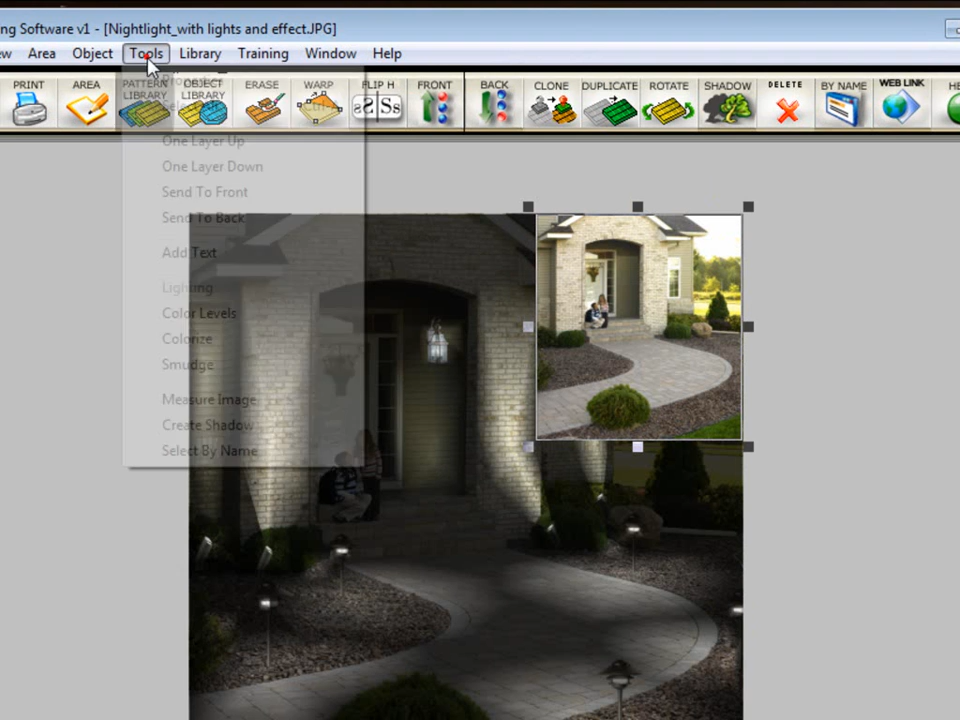 ng Software v1 - [Nightlight_with lights and effect.JPG]
ew Area Object Tools Library Training Window Help
PRINT AREA PATTERN LIBRARY OBJECT LIBRARY ERASE WARP FLIP H FRONT BACK CLONE DUPLICATE ROTATE SHADOW DELETE BY NAME WEB LINK HE
One Layer Up
One Layer Down
Send To Front
Send To Back
Add Text
Lighting
Color Levels
Colorize
Smudge
Measure Image
Create Shadow
Select By Name